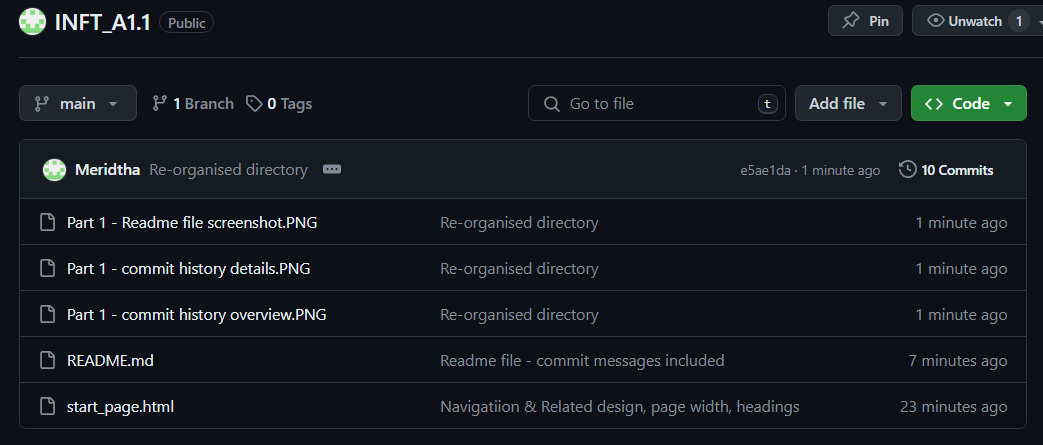 INFT_A1.1 Public Pin Unwatch 1
main 1 Branch 0 Tags Go to file t Add file Code
Meridtha Re-organised directory e5ae1da · 1 minute ago 10 Commits
Part 1 - Readme file screenshot.PNG Re-organised directory 1 minute ago
Part 1 - commit history details.PNG Re-organised directory 1 minute ago
Part 1 - commit history overview.PNG Re-organised directory 1 minute ago
README.md Readme file - commit messages included 7 minutes ago
start_page.html Navigatiion & Related design, page width, headings 23 minutes ago